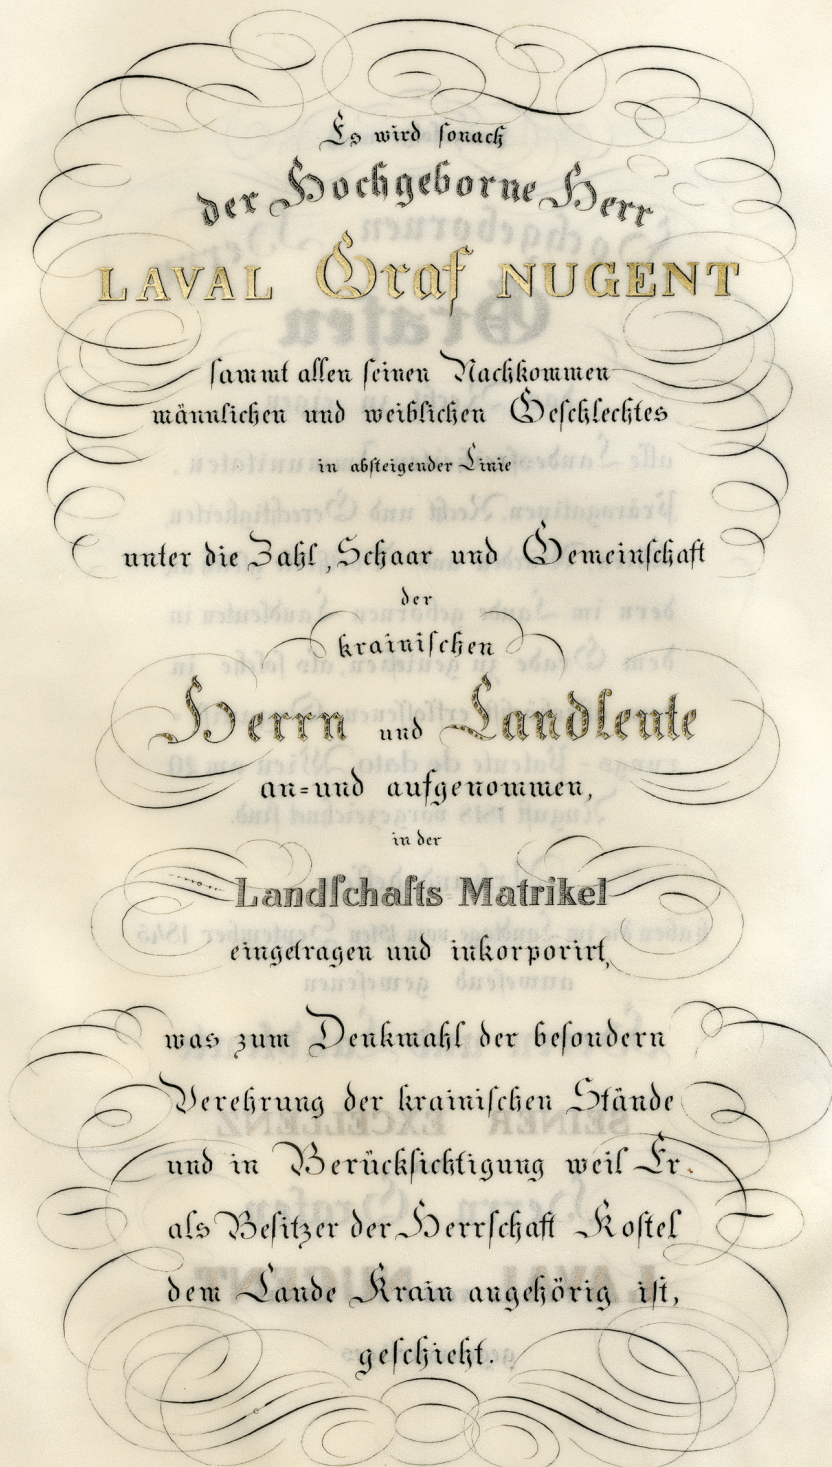 Es wird sonach
der Hochgeborne Herr
LAVAL Graf NUGENT
sammt allen seinen Nachkommen
männlichen und weiblichen Geschlechtes
in absteigender Linie
unter die Zahl, Schaar und Gemeinschaft
der
krainischen
Herrn und Landleute
an=und aufgenommen,
in der
Landschafts Matrikel
eingetragen und inkorporirt,
was zum Denkmahl der besondern
Verehrung der krainischen Stände
und in Berücksichtigung weil Er.
als Besitzer der Herrschaft Kostel
dem Lande Krain angehörig ist,
geschieht.